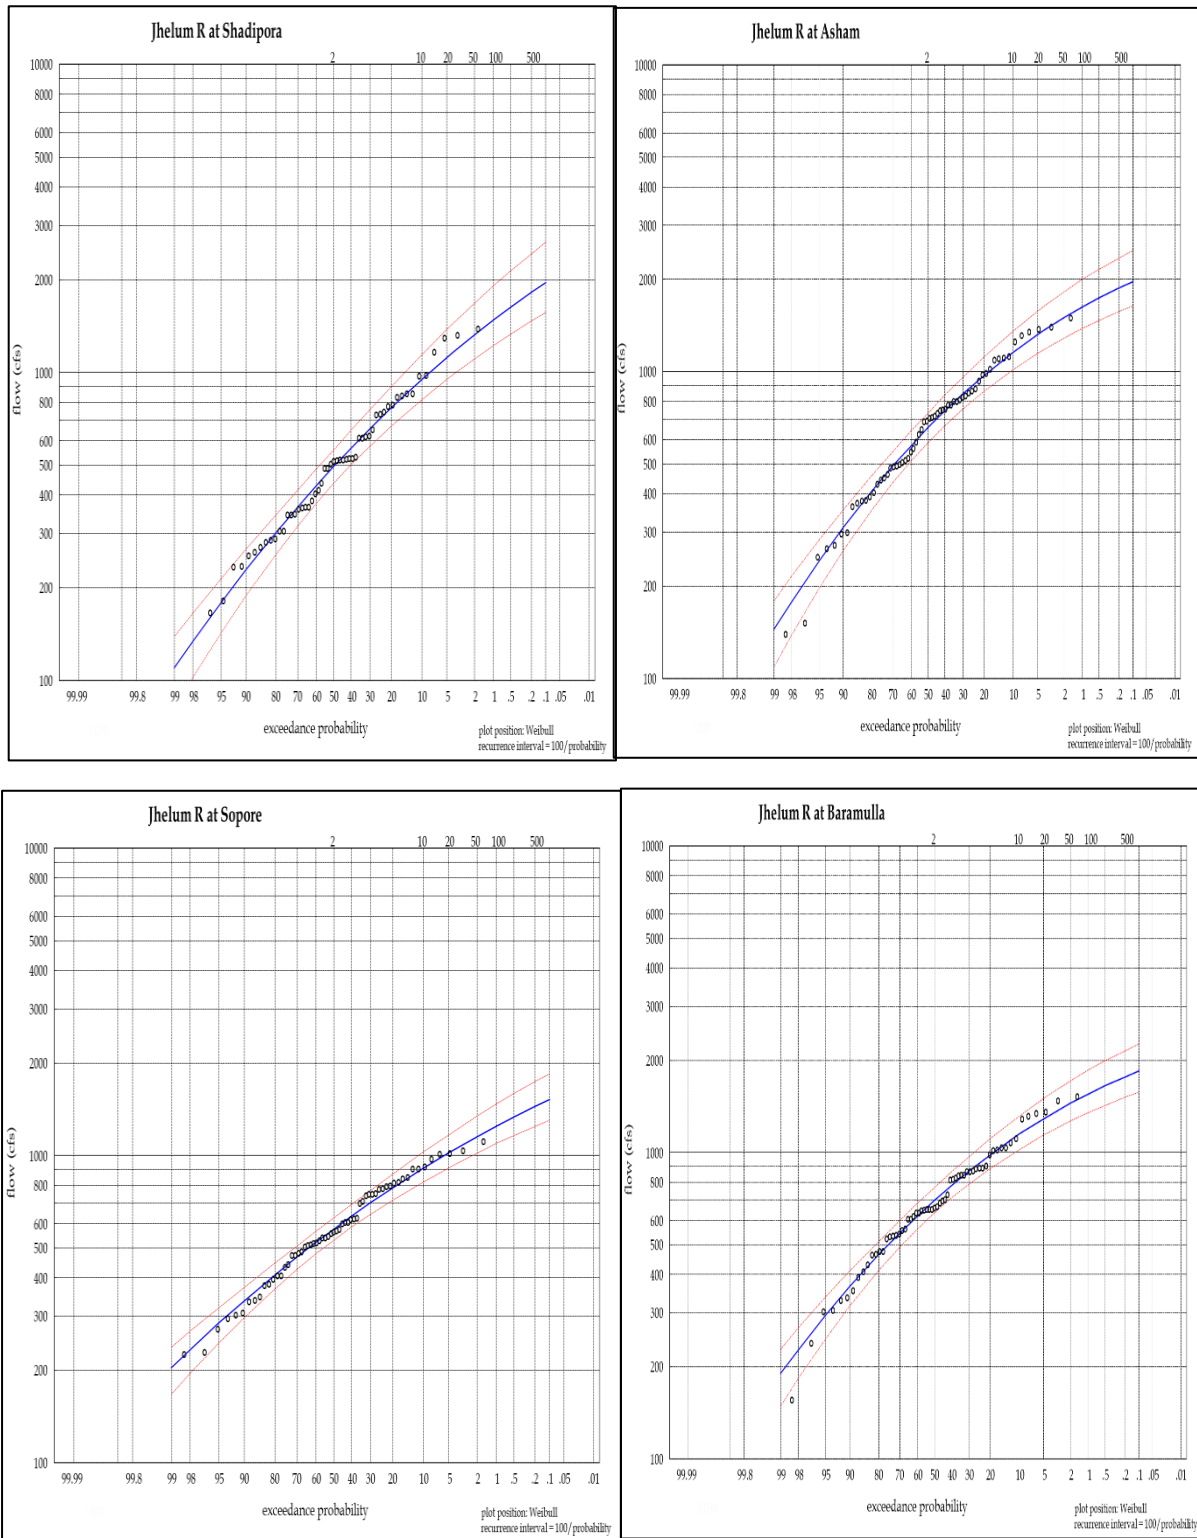 Jhelum R at Shadipora
2 10 20 50 100 500
10000
8000
6000
5000
4000
3000
2000
1000
800
600
500
400
300
200
100
flow (cfs)
99.99 99.8 99 98 95 90 80 70 60 50 40 30 20 10 5 2 1 .5 .2 .1 .05 .01
exceedance probability
plot position: Weibull
recurrence interval = 100/probability
Jhelum R at Asham
2 10 20 50 100 500
10000
8000
6000
5000
4000
3000
2000
1000
800
600
500
400
300
200
100
flow (cfs)
99.99 99.8 99 98 95 90 80 70 60 50 40 30 20 10 5 2 1 .5 .2 .1 .05 .01
exceedance probability
plot position: Weibull
recurrence interval = 100/probability
Jhelum R at Sopore
2 10 20 50 100 500
10000
8000
6000
5000
4000
3000
2000
1000
800
600
500
400
300
200
100
flow (cfs)
99.99 99.8 99 98 95 90 80 70 60 50 40 30 20 10 5 2 1 .5 .2 .1 .05 .01
exceedance probability
plot position: Weibull
recurrence interval = 100/probability
Jhelum R at Baramulla
2 10 20 50 100 500
10000
8000
6000
5000
4000
3000
2000
1000
800
600
500
400
300
200
100
flow (cfs)
99.99 99.8 99 98 95 90 80 70 60 50 40 30 20 10 5 2 1 .5 .2 .1 .05 .01
exceedance probability
plot position: Weibull
recurrence interval = 100/probability